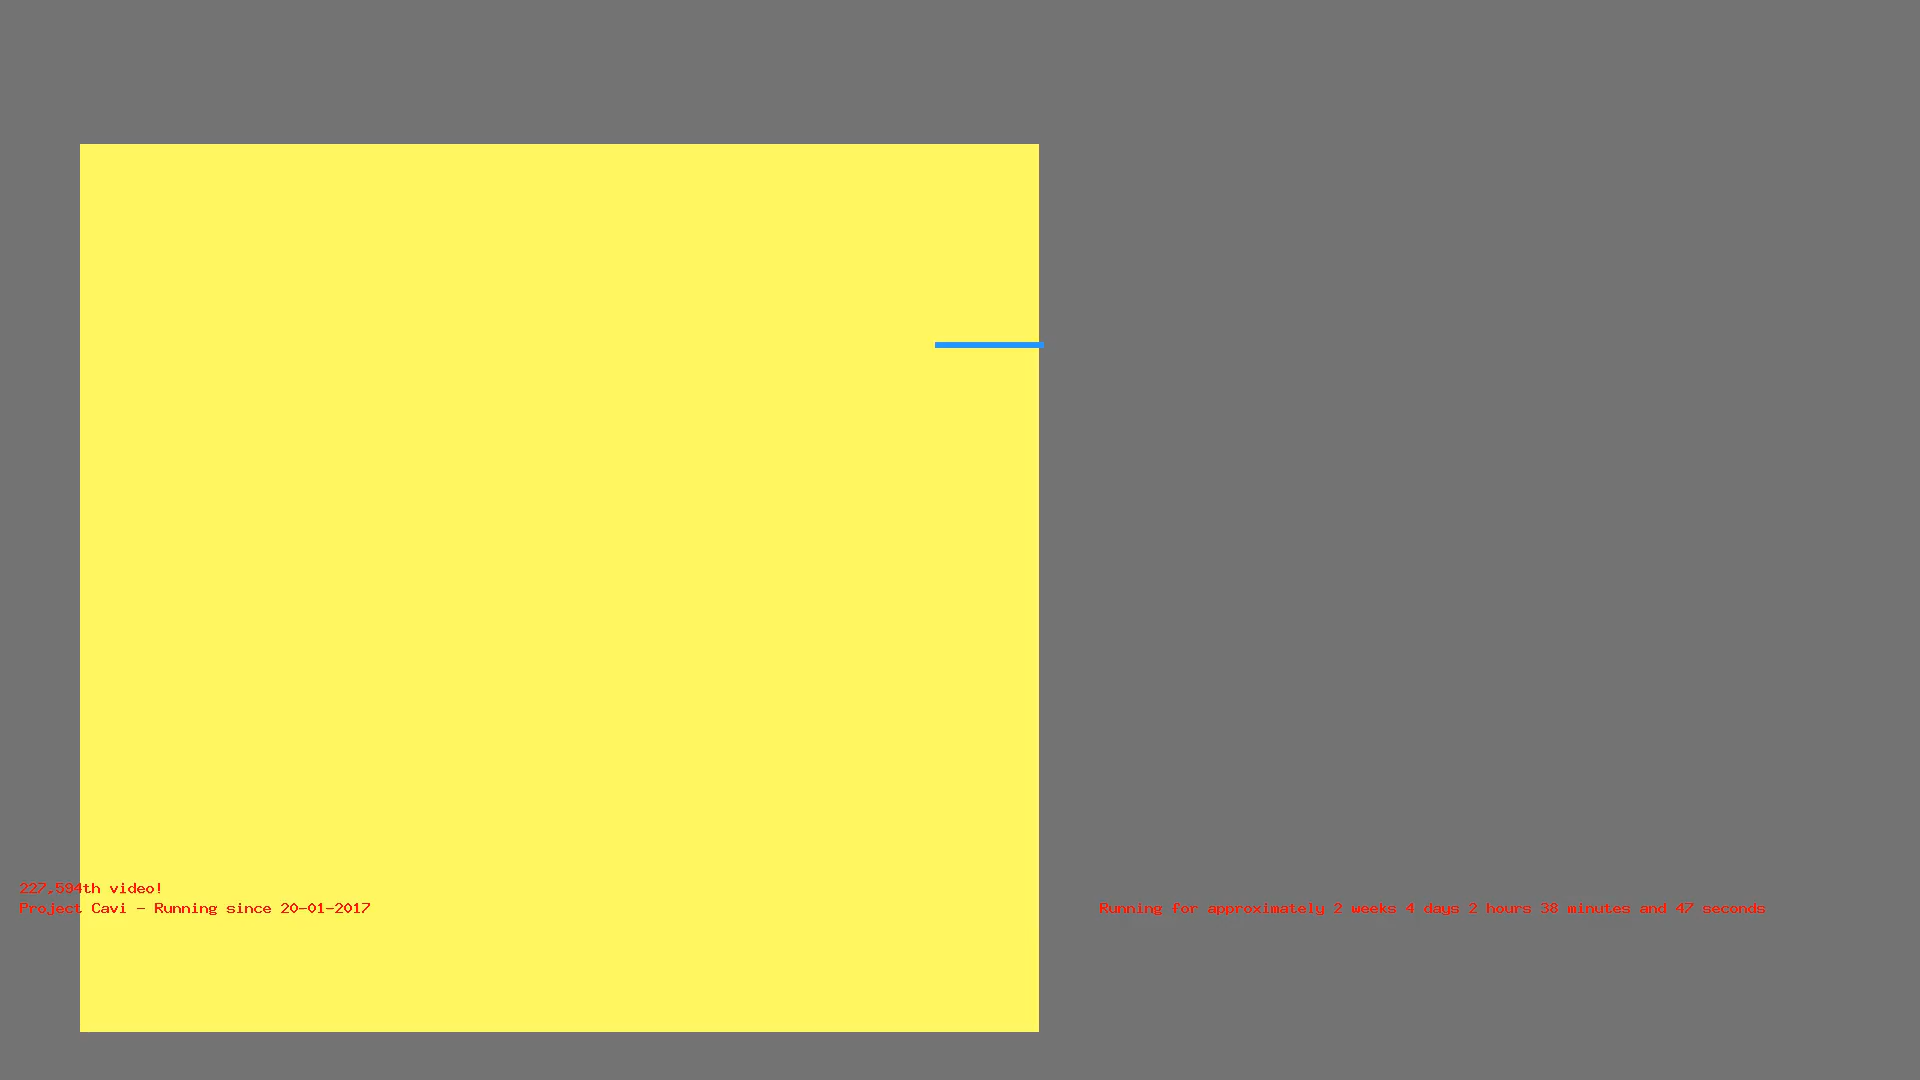 227,594th video!
Project Cavi - Running since 20-01-2017
Running for approximately 2 weeks 4 days 2 hours 38 minutes and 47 seconds